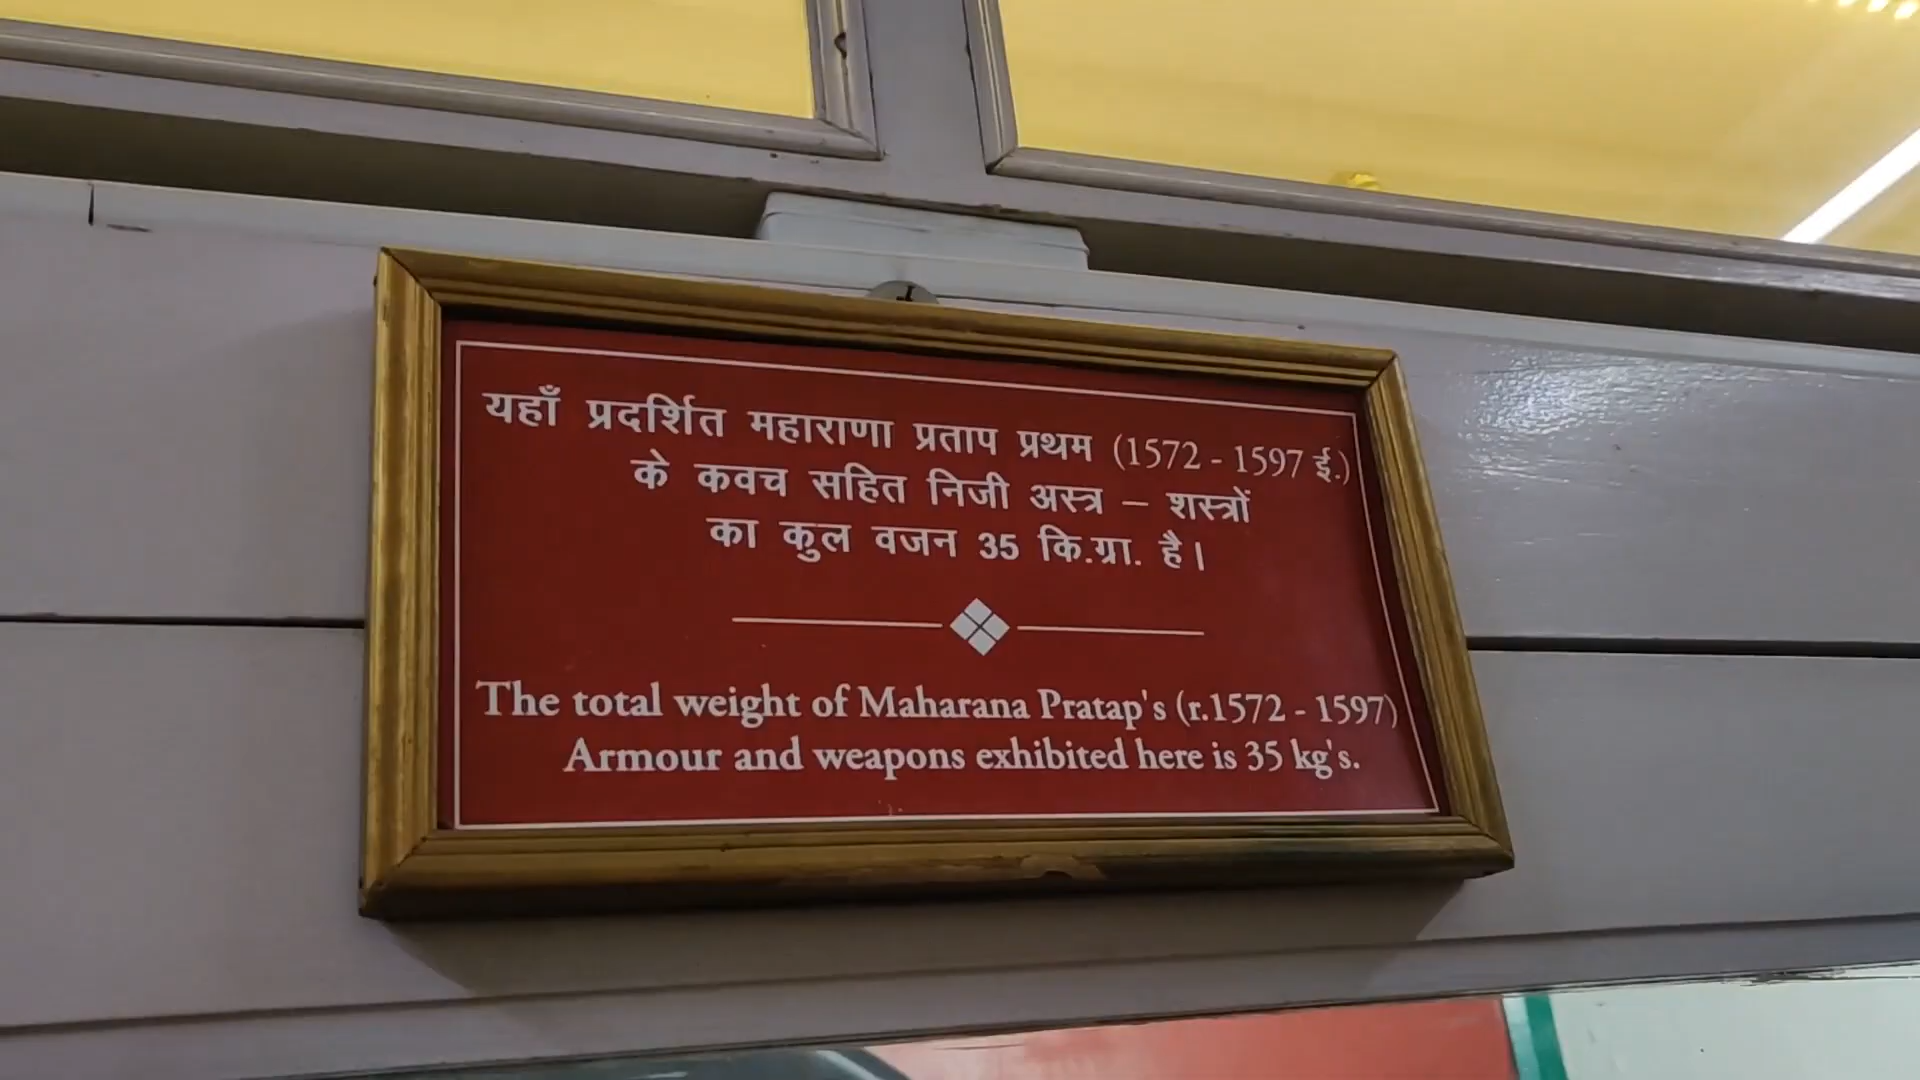 यहाँ प्रदर्शित महाराणा प्रताप प्रथम (1572 - 1597 ई.)
के कवच सहित निजी अस्त्र – शस्त्रों
का कुल वजन 35 कि.ग्रा. है।
The total weight of Maharana Pratap's (r.1572 - 1597)
Armour and weapons exhibited here is 35 kg's.